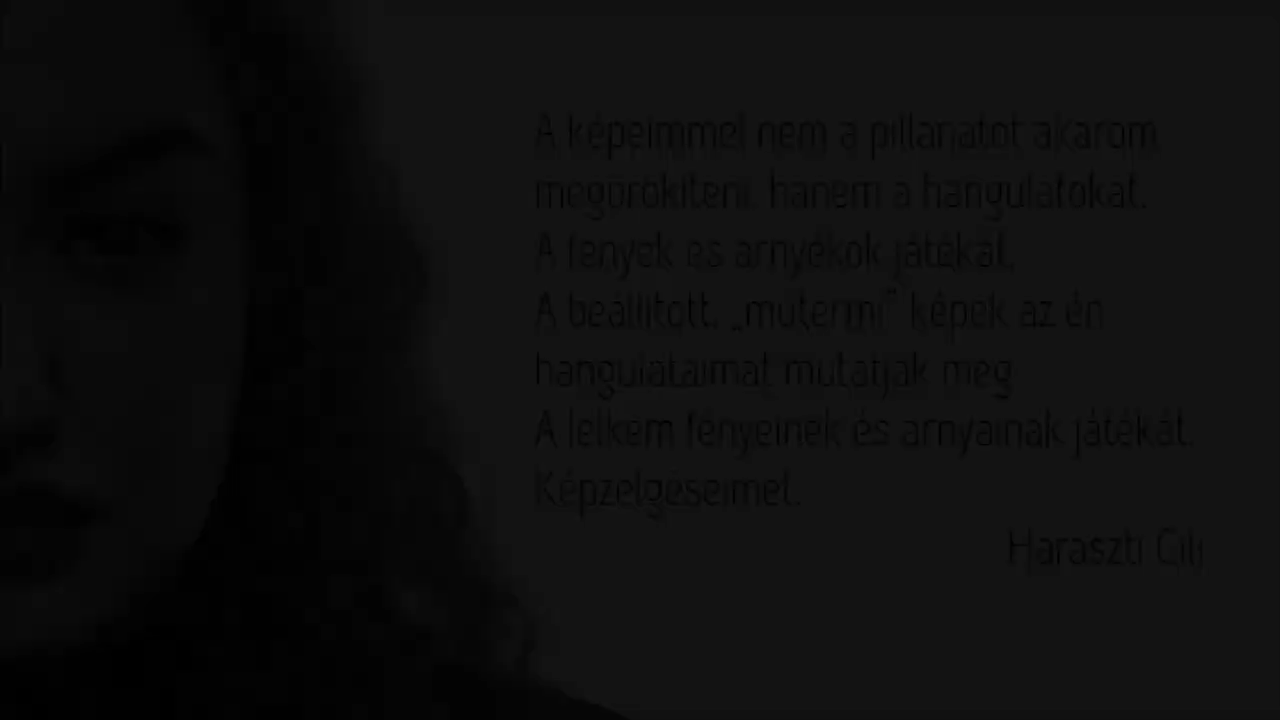 A képeimmel nem a pillanatot akarom
megörökíteni, hanem a hangulatokat.
A fények és árnyékok játékát.
A beállított, „műtermi” képek az én
hangulataimat mutatják meg.
A lelkem fényeinek és árnyainak játékát.
Képzelgéseimet.
Haraszti